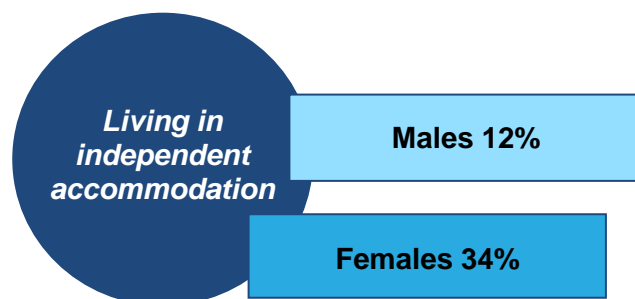 Living in
independent
accommodation
Males 12%
Females 34%